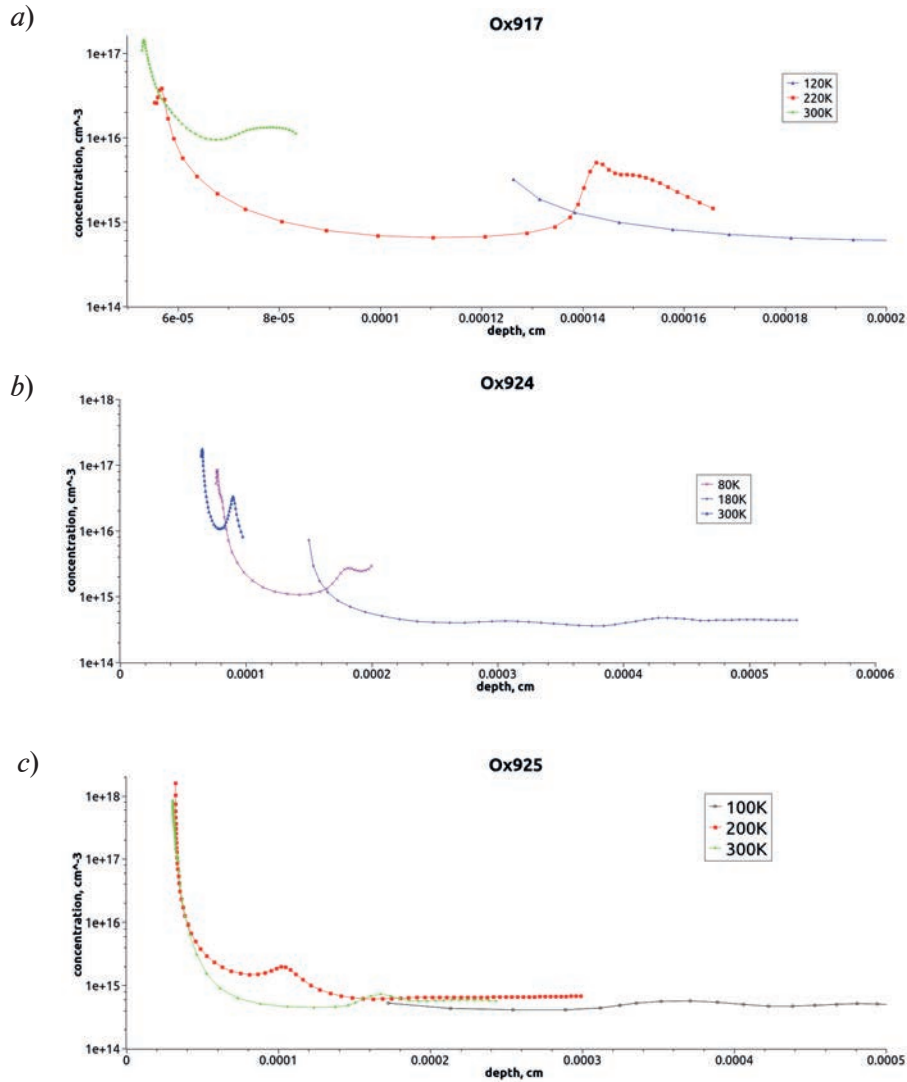 a)
Ox917
1e+17
1e+16
1e+15
1e+14
concetntration, cm^-3
120K
220K
300K
6e-05 8e-05 0.0001 0.00012 0.00014 0.00016 0.00018 0.0002
depth, cm
b)
Ox924
1e+18
1e+17
1e+16
1e+15
1e+14
concentration, cm^-3
80K
180K
300K
0 0.0001 0.0002 0.0003 0.0004 0.0005 0.0006
depth, cm
c)
Ox925
1e+18
1e+17
1e+16
1e+15
1e+14
concentration, cm^-3
100K
200K
300K
0 0.0001 0.0002 0.0003 0.0004 0.0005
depth, cm